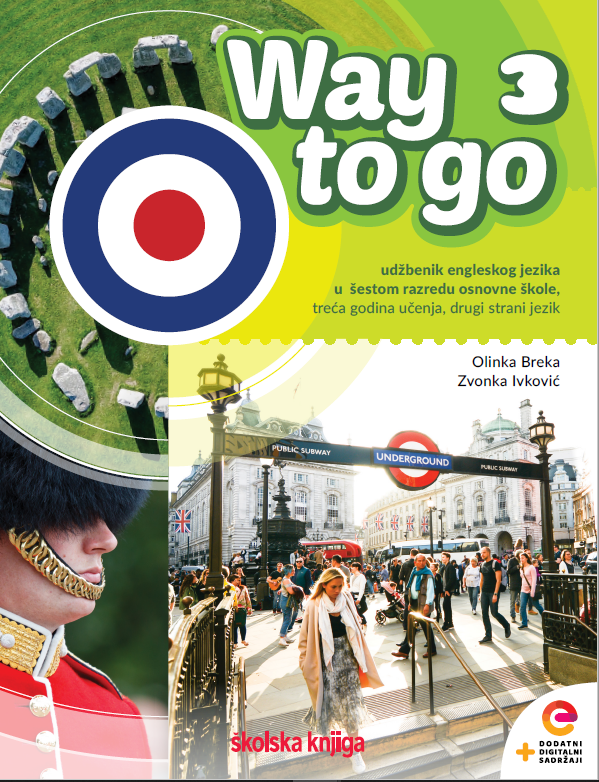 Way 3
to go
udžbenik engleskog jezika
u šestom razredu osnovne škole,
treća godina učenja, drugi strani jezik
Olinka Breka
Zvonka Ivković
PUBLIC SUBWAY
UNDERGROUND
PUBLIC SUBWAY
školska knjiga
e
+ DODATNI
DIGITALNI
SADRŽAJI